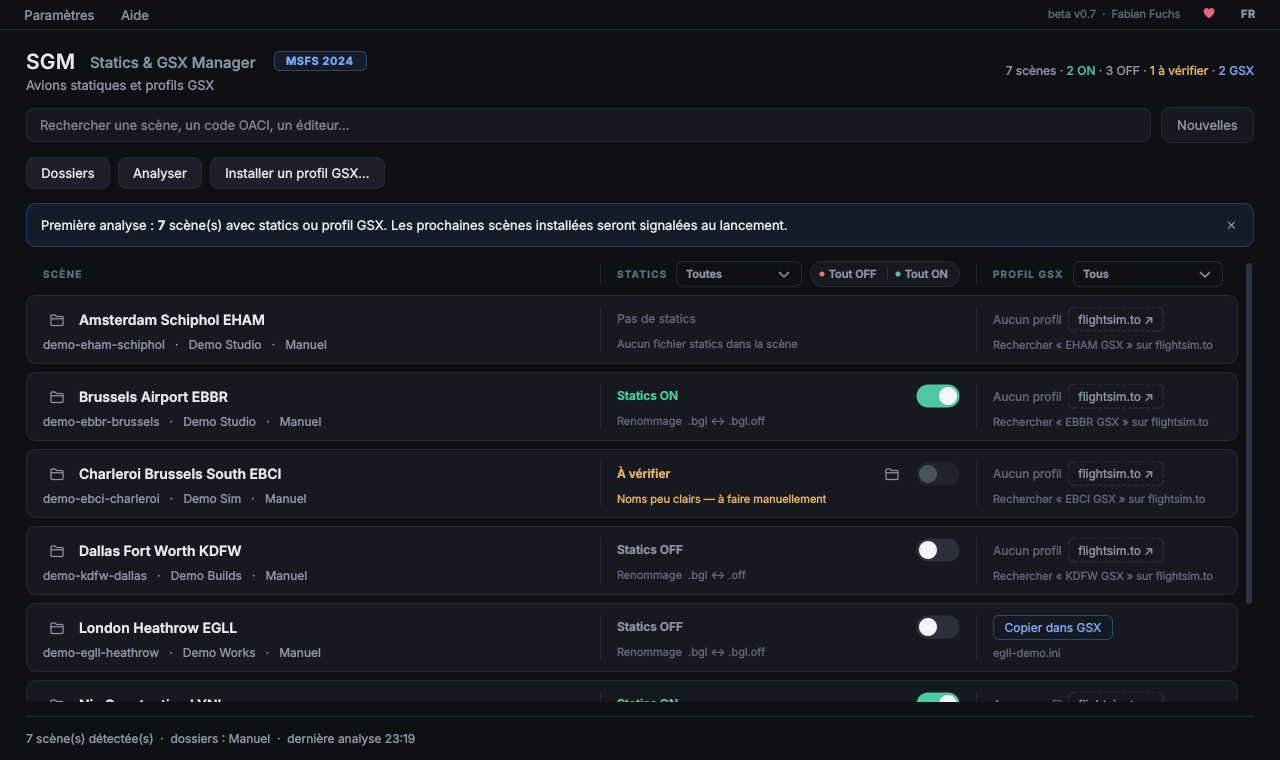 Paramètres Aide beta v0.7 · Fabian Fuchs FR
SGM Statics & GSX Manager MSFS 2024
Avions statiques et profils GSX
7 scènes · 2 ON · 3 OFF · 1 à vérifier · 2 GSX
Rechercher une scène, un code OACI, un éditeur... Nouvelles
Dossiers Analyser Installer un profil GSX...
Première analyse : 7 scène(s) avec statics ou profil GSX. Les prochaines scènes installées seront signalées au lancement. ×
SCÈNE STATICS Toutes Tout OFF Tout ON PROFIL GSX Tous
Amsterdam Schiphol EHAM Pas de statics Aucun profil flightsim.to ↗
demo-eham-schiphol · Demo Studio · Manuel Aucun fichier statics dans la scène Rechercher « EHAM GSX » sur flightsim.to
Brussels Airport EBBR Statics ON Aucun profil flightsim.to ↗
demo-ebbr-brussels · Demo Studio · Manuel Renommage .bgl ↔ .bgl.off Rechercher « EBBR GSX » sur flightsim.to
Charleroi Brussels South EBCI À vérifier Aucun profil flightsim.to ↗
demo-ebci-charleroi · Demo Sim · Manuel Noms peu clairs — à faire manuellement Rechercher « EBCI GSX » sur flightsim.to
Dallas Fort Worth KDFW Statics OFF Aucun profil flightsim.to ↗
demo-kdfw-dallas · Demo Builds · Manuel Renommage .bgl ↔ .off Rechercher « KDFW GSX » sur flightsim.to
London Heathrow EGLL Statics OFF Copier dans GSX
demo-egll-heathrow · Demo Works · Manuel Renommage .bgl ↔ .bgl.off egll-demo.ini
Statics ON Aucun profil flightsim.to
7 scène(s) détectée(s) · dossiers : Manuel · dernière analyse 23:19